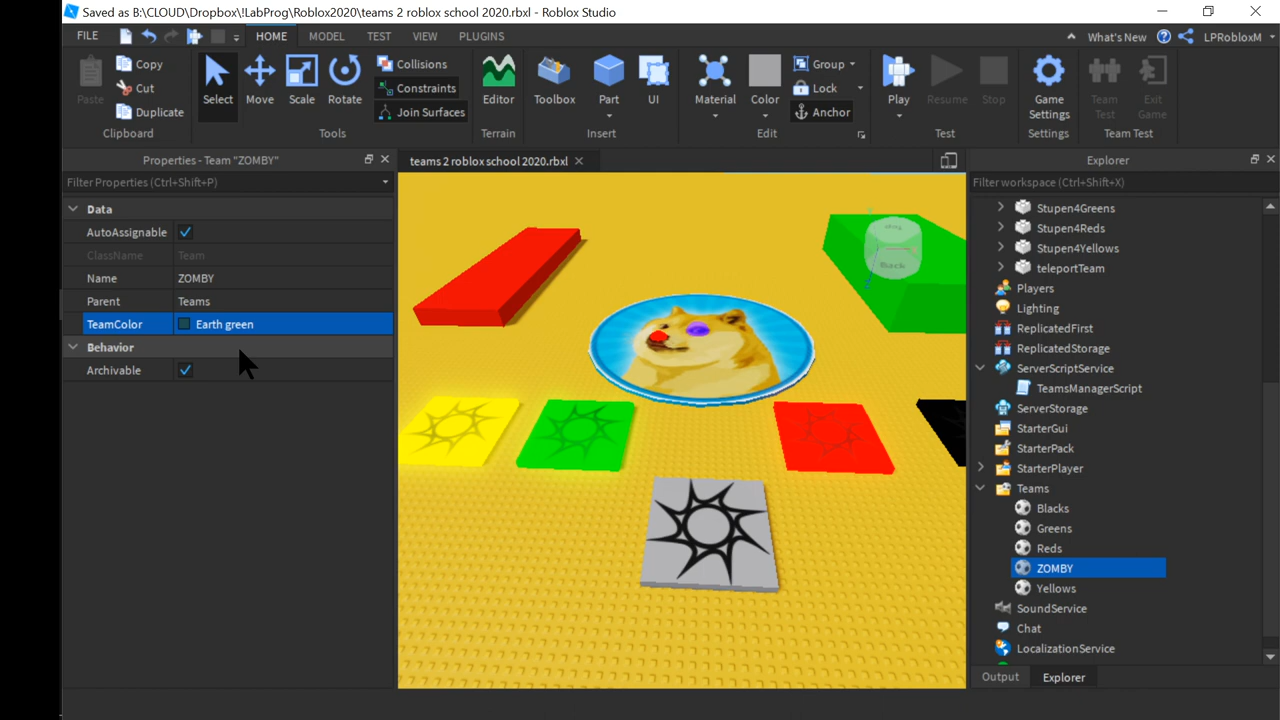 Saved as B:\CLOUD\Dropbox\!LabProg\Roblox2020\teams 2 roblox school 2020.rbxl - Roblox Studio
FILE HOME MODEL TEST VIEW PLUGINS What's New LPRobloxM
Paste Copy Cut Duplicate Clipboard
Select Move Scale Rotate Collisions Constraints Join Surfaces Tools
Editor Terrain
Toolbox Part UI Insert
Material Color Group Lock Anchor Edit
Play Resume Stop Test
Game Settings Settings
Team Test Exit Game Team Test
Properties - Team "ZOMBY"
Filter Properties (Ctrl+Shift+P)
Data
AutoAssignable
ClassName Team
Name ZOMBY
Parent Teams
TeamColor Earth green
Behavior
Archivable
teams 2 roblox school 2020.rbxl
Back
Explorer
Filter workspace (Ctrl+Shift+X)
Stupen4Greens
Stupen4Reds
Stupen4Yellows
teleportTeam
Players
Lighting
ReplicatedFirst
ReplicatedStorage
ServerScriptService
TeamsManagerScript
ServerStorage
StarterGui
StarterPack
StarterPlayer
Teams
Blacks
Greens
Reds
ZOMBY
Yellows
SoundService
Chat
LocalizationService
Output Explorer